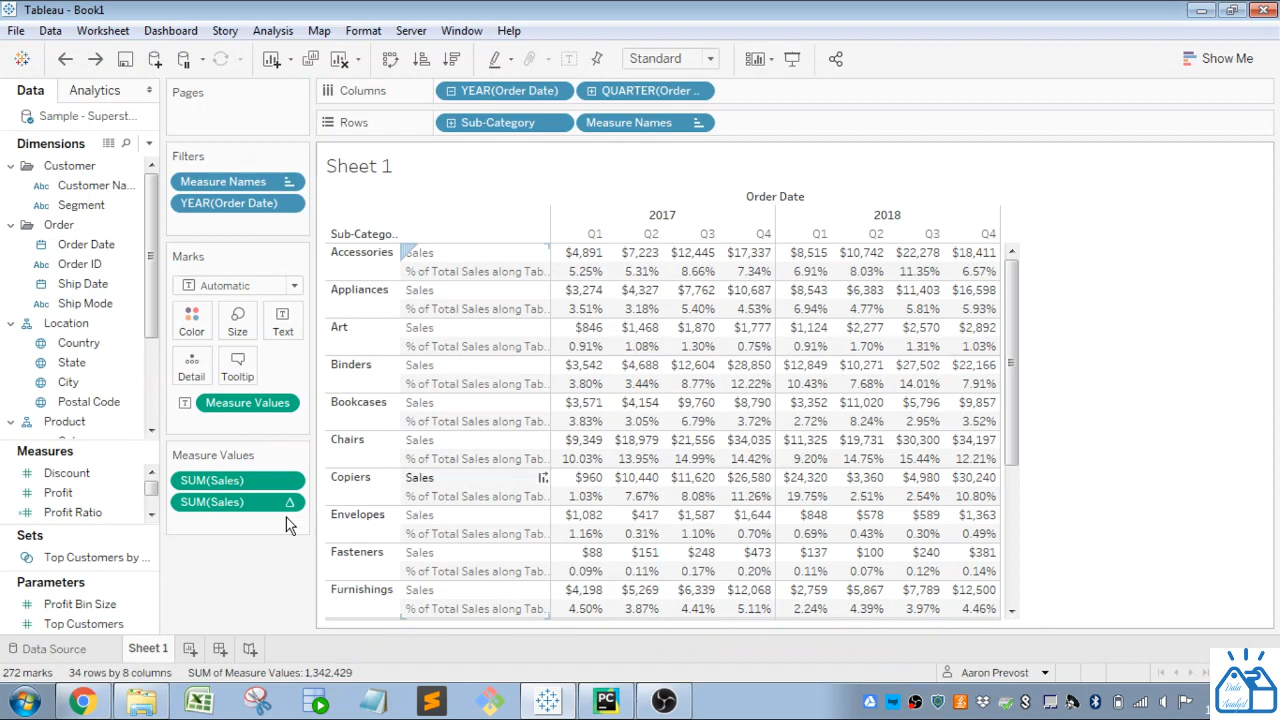 Tableau - Book1
File Data Worksheet Dashboard Story Analysis Map Format Server Window Help
Standard Show Me
Data Analytics Pages Columns YEAR(Order Date) QUARTER(Order ..
Sample - Superst... Rows Sub-Category Measure Names
Dimensions
Customer
Customer Na...
Segment
Order
Order Date
Order ID
Ship Date
Ship Mode
Location
Country
State
City
Postal Code
Product
Measures
Discount
Profit
Profit Ratio
Sets
Top Customers by ...
Parameters
Profit Bin Size
Top Customers
Filters
Measure Names
YEAR(Order Date)
Marks
Automatic
Color Size Text
Detail Tooltip
Measure Values
Measure Values
SUM(Sales)
SUM(Sales)
Sheet 1
Order Date
2017 2018
Sub-Catego.. Q1 Q2 Q3 Q4 Q1 Q2 Q3 Q4
Accessories Sales $4,891 $7,223 $12,445 $17,337 $8,515 $10,742 $22,278 $18,411
% of Total Sales along Tab.. 5.25% 5.31% 8.66% 7.34% 6.91% 8.03% 11.35% 6.57%
Appliances Sales $3,274 $4,327 $7,762 $10,687 $8,543 $6,383 $11,403 $16,598
% of Total Sales along Tab.. 3.51% 3.18% 5.40% 4.53% 6.94% 4.77% 5.81% 5.93%
Art Sales $846 $1,468 $1,870 $1,777 $1,124 $2,277 $2,570 $2,892
% of Total Sales along Tab.. 0.91% 1.08% 1.30% 0.75% 0.91% 1.70% 1.31% 1.03%
Binders Sales $3,542 $4,688 $12,604 $28,850 $12,849 $10,271 $27,502 $22,166
% of Total Sales along Tab.. 3.80% 3.44% 8.77% 12.22% 10.43% 7.68% 14.01% 7.91%
Bookcases Sales $3,571 $4,154 $9,760 $8,790 $3,352 $11,020 $5,796 $9,857
% of Total Sales along Tab.. 3.83% 3.05% 6.79% 3.72% 2.72% 8.24% 2.95% 3.52%
Chairs Sales $9,349 $18,979 $21,556 $34,035 $11,325 $19,731 $30,300 $34,197
% of Total Sales along Tab.. 10.03% 13.95% 14.99% 14.42% 9.20% 14.75% 15.44% 12.21%
Copiers Sales $960 $10,440 $11,620 $26,580 $24,320 $3,360 $4,980 $30,240
% of Total Sales along Tab.. 1.03% 7.67% 8.08% 11.26% 19.75% 2.51% 2.54% 10.80%
Envelopes Sales $1,082 $417 $1,587 $1,644 $848 $578 $589 $1,363
% of Total Sales along Tab.. 1.16% 0.31% 1.10% 0.70% 0.69% 0.43% 0.30% 0.49%
Fasteners Sales $88 $151 $248 $473 $137 $100 $240 $381
% of Total Sales along Tab.. 0.09% 0.11% 0.17% 0.20% 0.11% 0.07% 0.12% 0.14%
Furnishings Sales $4,198 $5,269 $6,339 $12,068 $2,759 $5,867 $7,789 $12,500
% of Total Sales along Tab.. 4.50% 3.87% 4.41% 5.11% 2.24% 4.39% 3.97% 4.46%
Data Source Sheet 1
272 marks 34 rows by 8 columns SUM of Measure Values: 1,342,429 Aaron Prevost
Data
Analyst